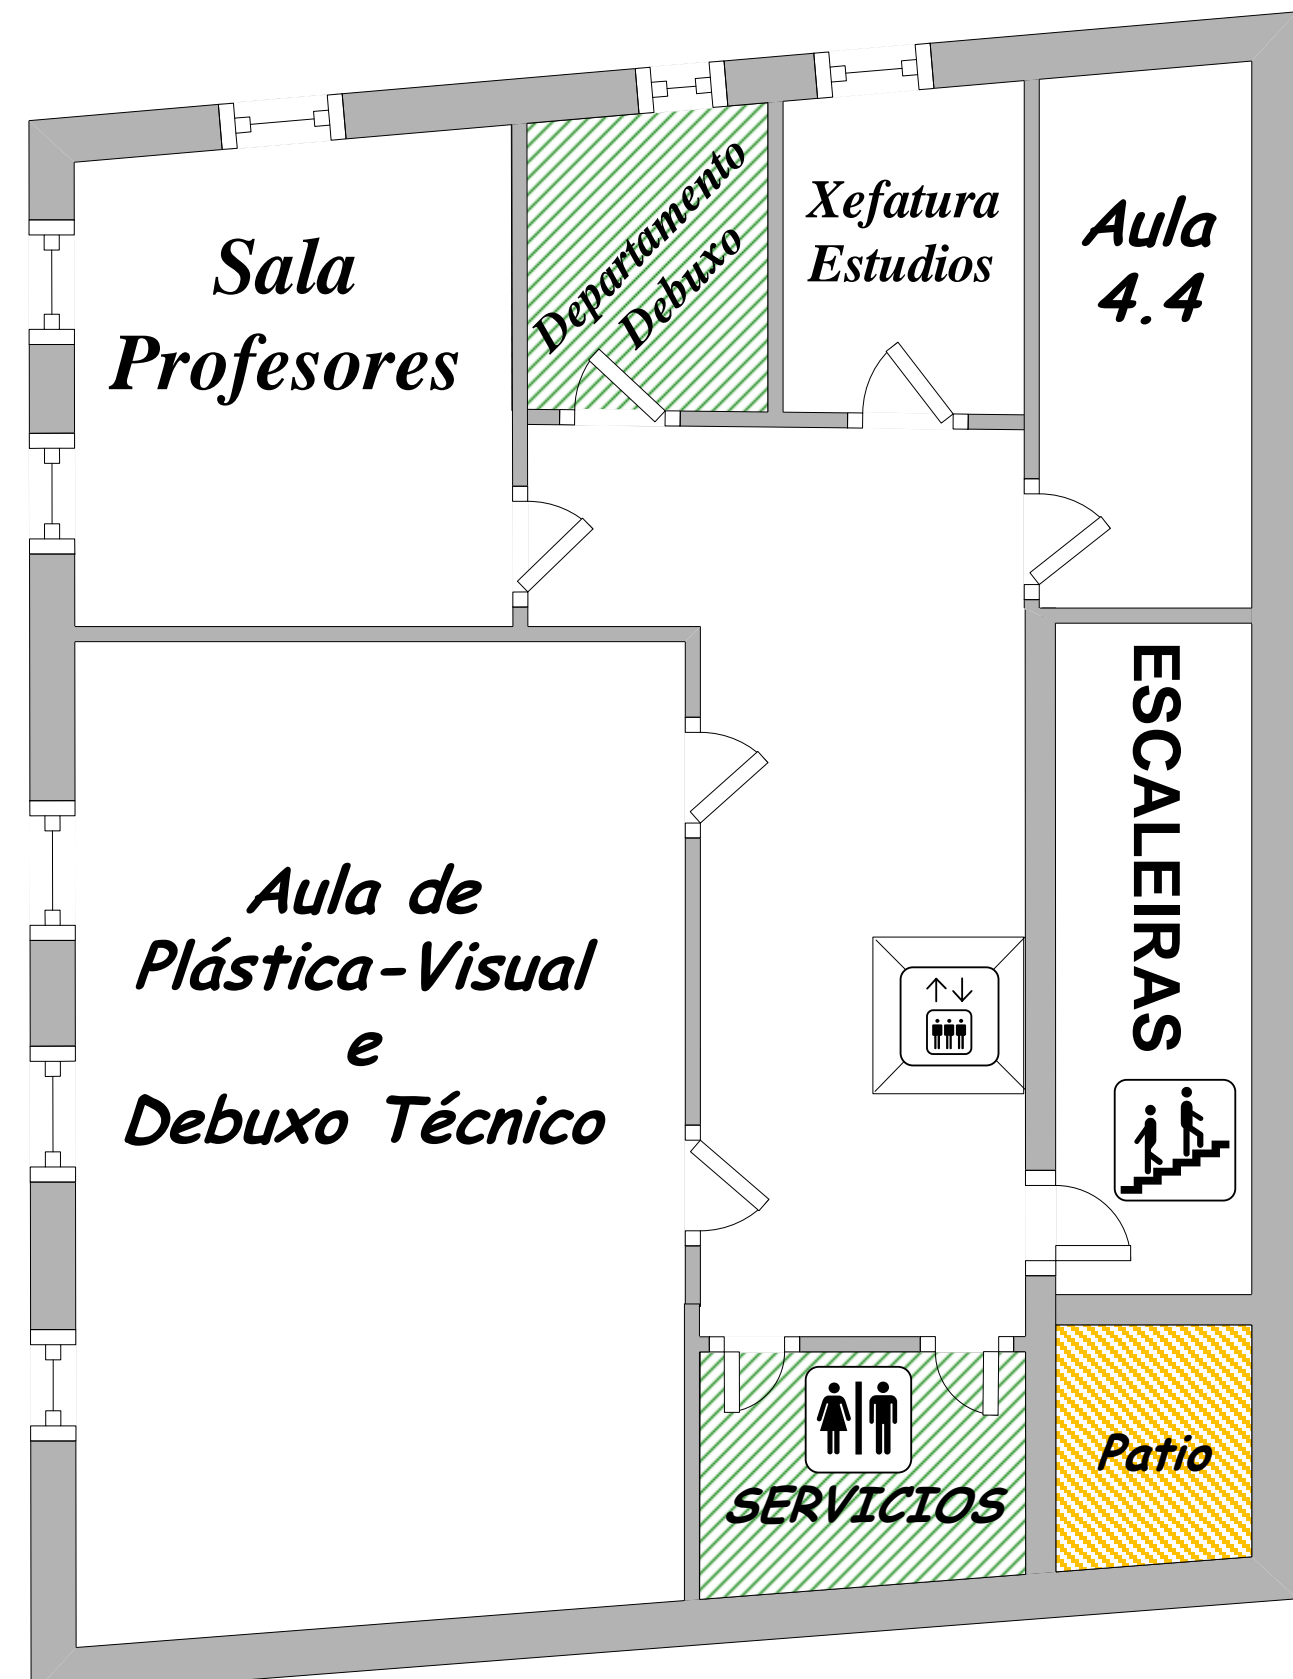 Sala
Profesores
Departamento
Debuxo
Xefatura
Estudios
Aula
4.4
ESCALEIRAS
Aula de
Plástica-Visual
e
Debuxo Técnico
SERVICIOS
Patio